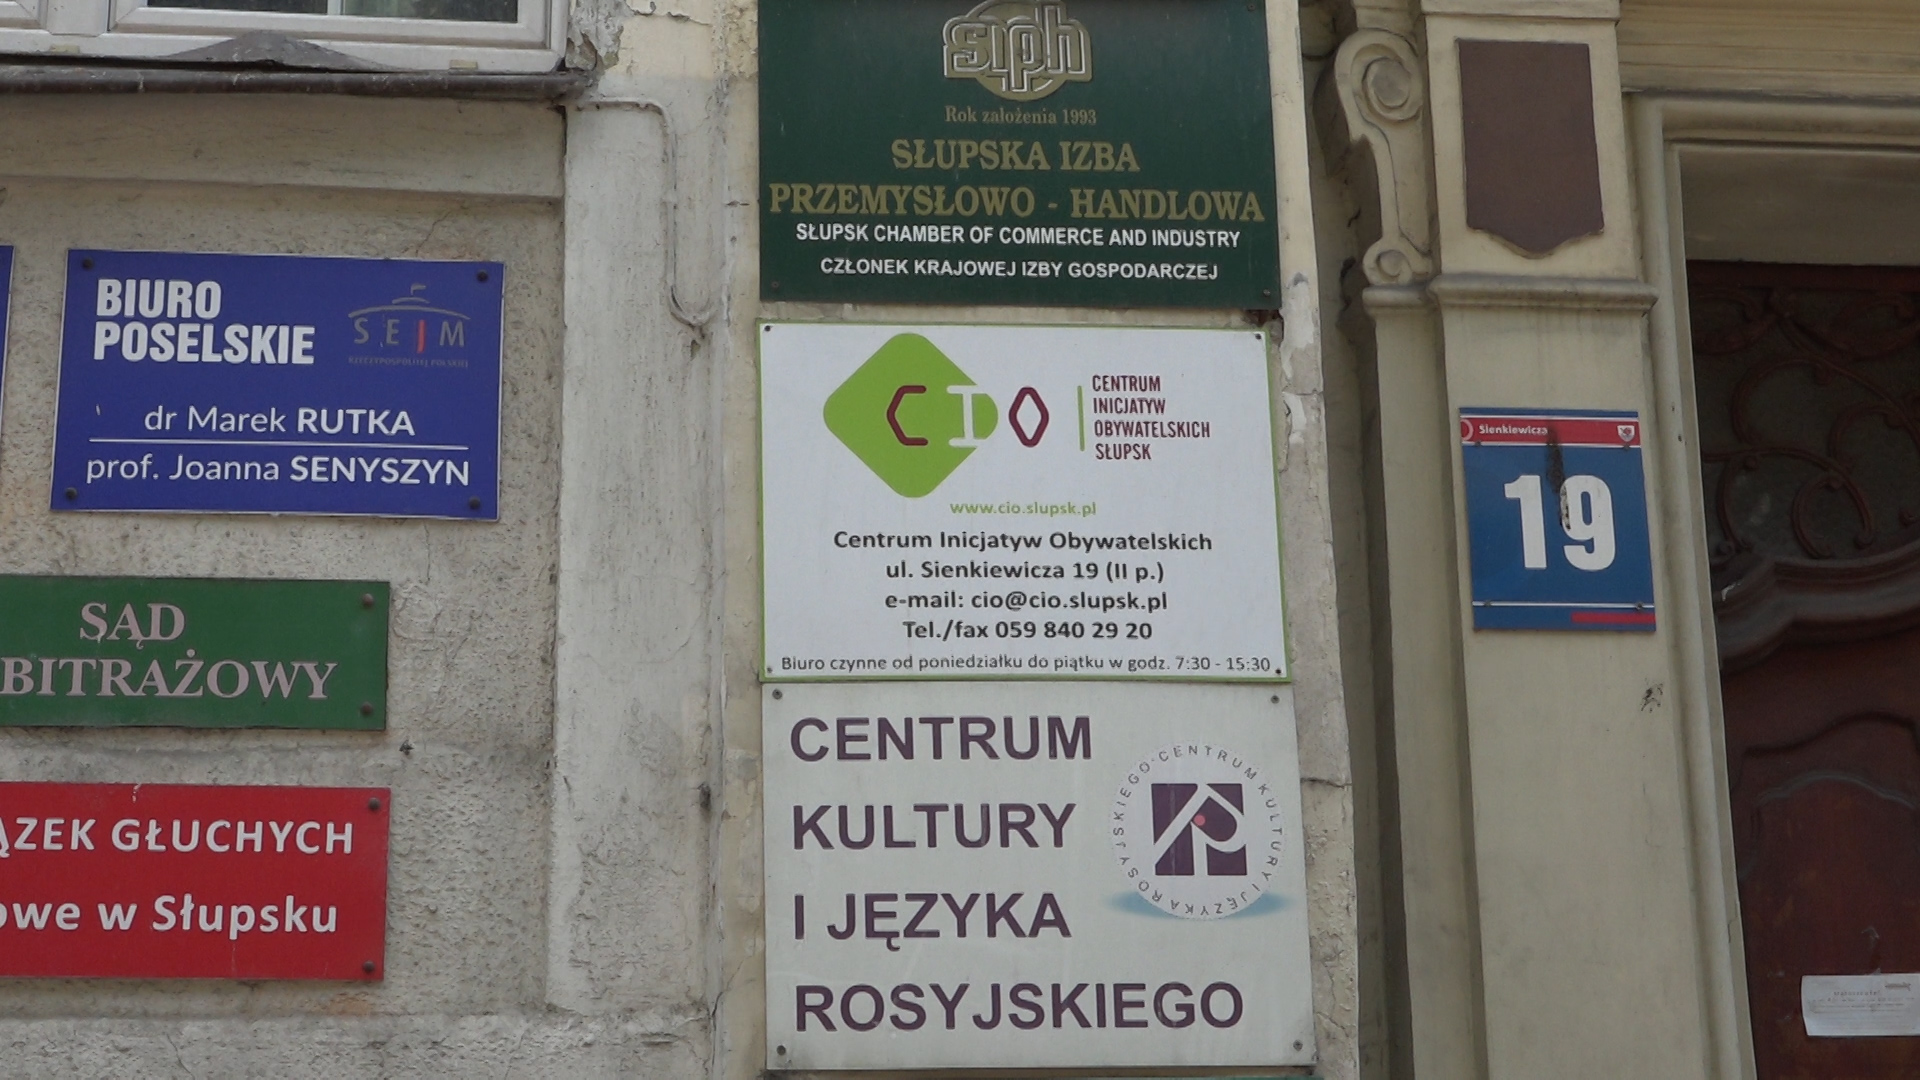 BIURO
POSELSKIE
SEJM
RZECZYPOSPOLITEJ POLSKIEJ
dr Marek RUTKA
prof. Joanna SENYSZYN
SĄD
BITRAŻOWY
ĄZEK GŁUCHYCH
owe w Słupsku
siph
Rok założenia 1993
SŁUPSKA IZBA
PRZEMYSŁOWO - HANDLOWA
SŁUPSK CHAMBER OF COMMERCE AND INDUSTRY
CZŁONEK KRAJOWEJ IZBY GOSPODARCZEJ
CIO
CENTRUM
INICJATYW
OBYWATELSKICH
SŁUPSK
www.cio.slupsk.pl
Centrum Inicjatyw Obywatelskich
ul. Sienkiewicza 19 (II p.)
e-mail: cio@cio.slupsk.pl
Tel./fax 059 840 29 20
Biuro czynne od poniedziałku do piątku w godz. 7:30 - 15:30
CENTRUM
KULTURY
I JĘZYKA
ROSYJSKIEGO
CENTRUM KULTURY I JĘZYKA ROSYJSKIEGO
Sienkiewicza
19